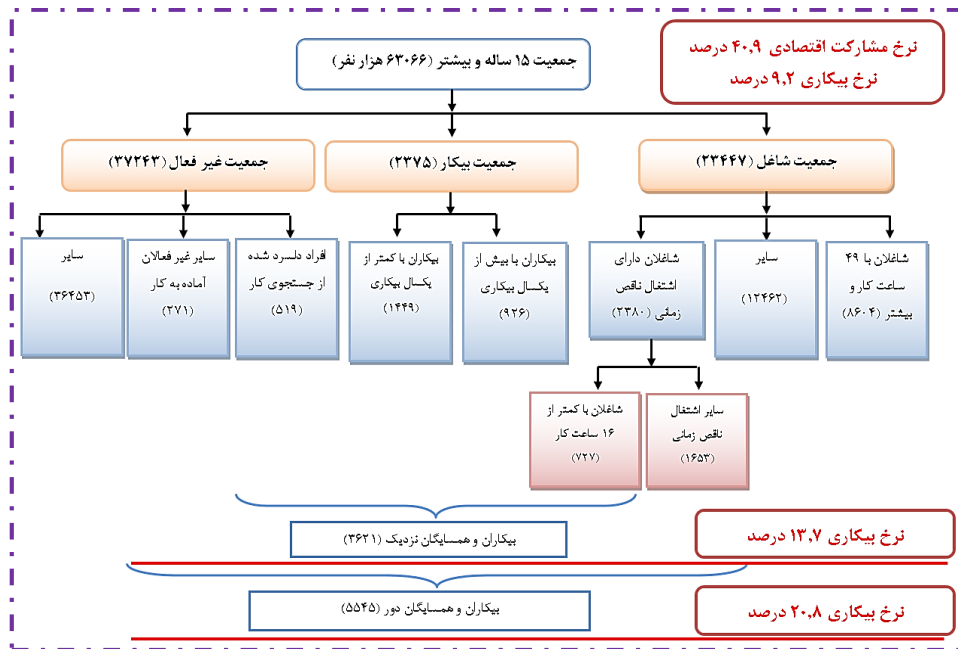 نرخ مشارکت اقتصادی ۴۰,۹ درصد
نرخ بیکاری ۹,۲ درصد
جمعیت ۱۵ ساله و بیشتر (۶۳۰۶۶ هزار نفر)
جمعیت شاغل (۲۳۴۴۷)
جمعیت بیکار (۲۳۷۵)
جمعیت غیر فعال (۳۷۲۴۳)
شاغلان با ۴۹
ساعت کار و
بیشتر (۸۶۰۴)
سایر
(۱۲۴۶۲)
شاغلان دارای
اشتغال ناقص
زمانی (۲۳۸۰)
بیکاران با بیش از
یکسال بیکاری
(۹۲۶)
بیکاران با کمتر از
یکسال بیکاری
(۱۴۴۹)
افراد دلسرد شده
از جستجوی کار
(۵۱۹)
سایر غیر فعالان
آماده به کار
(۲۷۱)
سایر
(۳۶۴۵۳)
سایر اشتغال
ناقص زمانی
(۱۶۵۳)
شاغلان با کمتر از
۱۶ ساعت کار
(۷۲۷)
نرخ بیکاری ۱۳,۷ درصد
بیکاران و همسایگان نزدیک (۳۶۲۱)
نرخ بیکاری ۲۰,۸ درصد
بیکاران و همسایگان دور (۵۵۴۵)